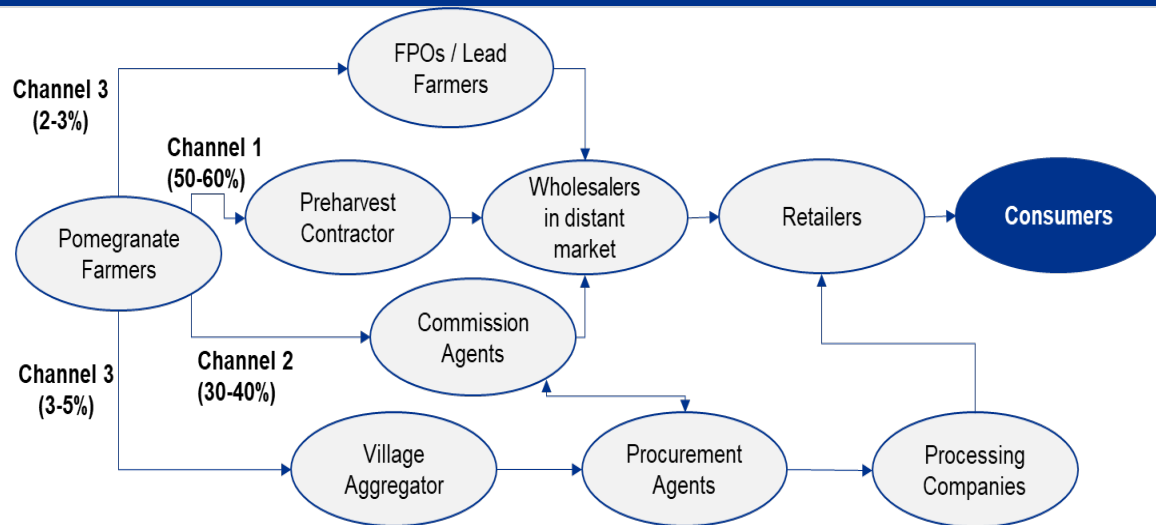 FPOs / Lead
Farmers
Channel 3
(2-3%)
Channel 1
(50-60%)
Preharvest
Contractor
Wholesalers
in distant
market
Retailers
Consumers
Pomegranate
Farmers
Commission
Agents
Channel 2
(30-40%)
Channel 3
(3-5%)
Village
Aggregator
Procurement
Agents
Processing
Companies